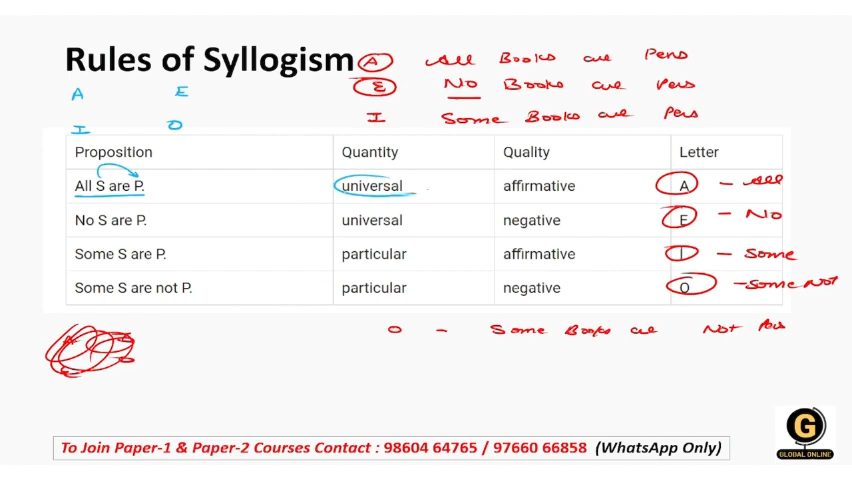 Rules of Syllogism
A All Books are Pens
E No Books are Pens
I Some Books are Pens
A E
I O
Proposition Quantity Quality Letter
All S are P. universal affirmative A - All
No S are P. universal negative E - No
Some S are P. particular affirmative I - Some
Some S are not P. particular negative O - Some Not
O - Some Books are Not Pens
To Join Paper-1 & Paper-2 Courses Contact : 98604 64765 / 97660 66858 (WhatsApp Only)
G
GLOBAL ONLINE